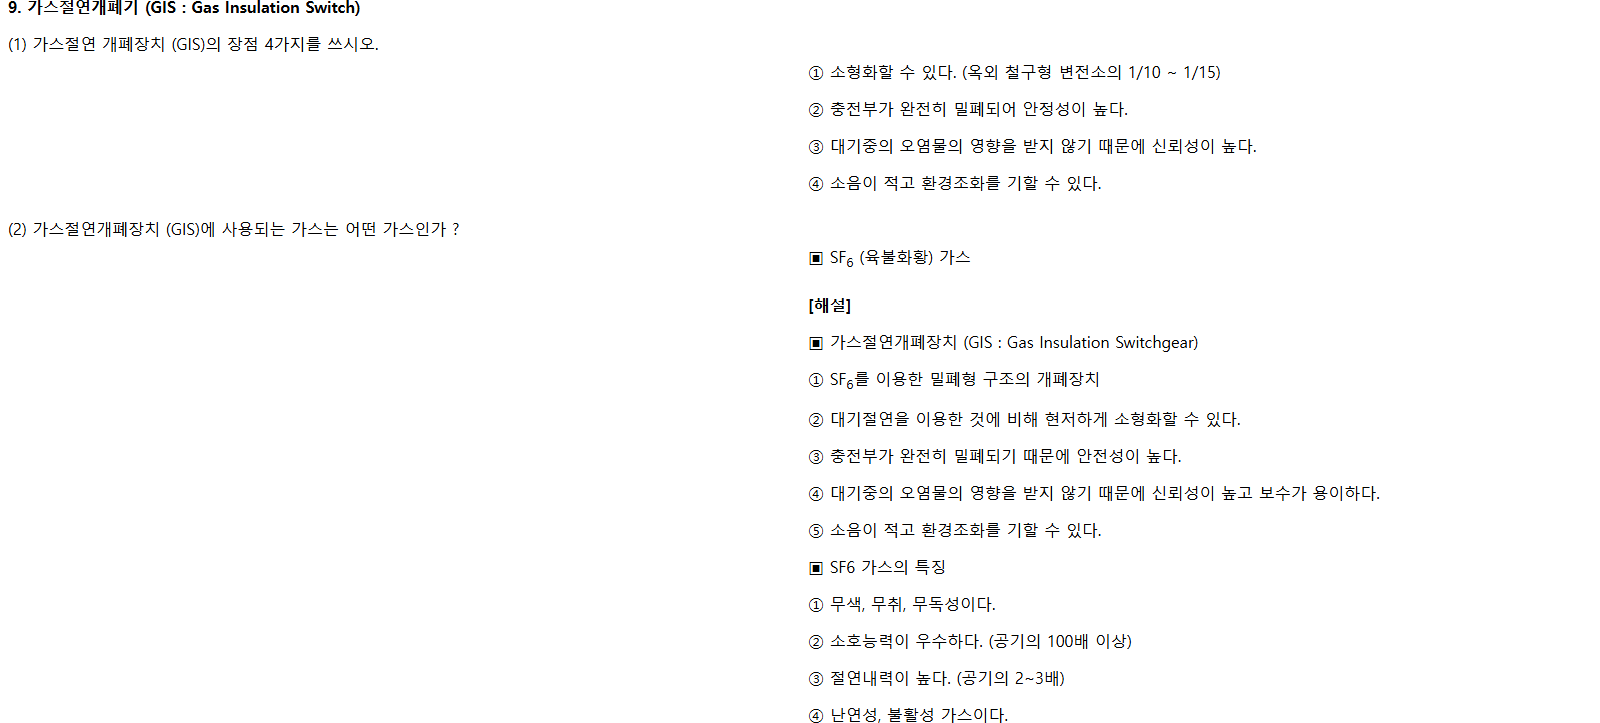 9. 가스절연개폐기 (GIS : Gas Insulation Switch)
(1) 가스절연 개폐장치 (GIS)의 장점 4가지를 쓰시오.
① 소형화할 수 있다. (옥외 철구형 변전소의 1/10 ~ 1/15)
② 충전부가 완전히 밀폐되어 안정성이 높다.
③ 대기중의 오염물의 영향을 받지 않기 때문에 신뢰성이 높다.
④ 소음이 적고 환경조화를 기할 수 있다.
(2) 가스절연개폐장치 (GIS)에 사용되는 가스는 어떤 가스인가 ?
▣ SF6 (육불화황) 가스
[해설]
▣ 가스절연개폐장치 (GIS : Gas Insulation Switchgear)
① SF6를 이용한 밀폐형 구조의 개폐장치
② 대기절연을 이용한 것에 비해 현저하게 소형화할 수 있다.
③ 충전부가 완전히 밀폐되기 때문에 안전성이 높다.
④ 대기중의 오염물의 영향을 받지 않기 때문에 신뢰성이 높고 보수가 용이하다.
⑤ 소음이 적고 환경조화를 기할 수 있다.
▣ SF6 가스의 특징
① 무색, 무취, 무독성이다.
② 소호능력이 우수하다. (공기의 100배 이상)
③ 절연내력이 높다. (공기의 2~3배)
④ 난연성, 불활성 가스이다.